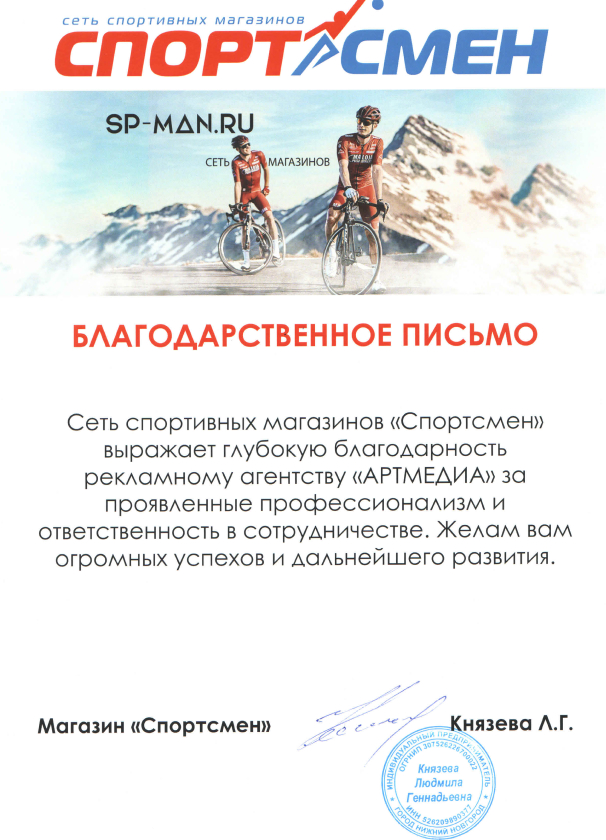 сеть спортивных магазинов
СПОРТСМЕН
SP-MAN.RU
СЕТЬ МАГАЗИНОВ
БЛАГОДАРСТВЕННОЕ ПИСЬМО
Сеть спортивных магазинов «Спортсмен»
выражает глубокую благодарность
рекламному агентству «АРТМЕДИА» за
проявленные профессионализм и
ответственность в сотрудничестве. Желам вам
огромных успехов и дальнейшего развития.
Магазин «Спортсмен»
Князева Л.Г.
ИНДИВИДУАЛЬНЫЙ ПРЕДПРИНИМАТЕЛЬ
Князева
Людмила
Геннадьевна
ГОРОД НИЖНИЙ НОВГОРОД